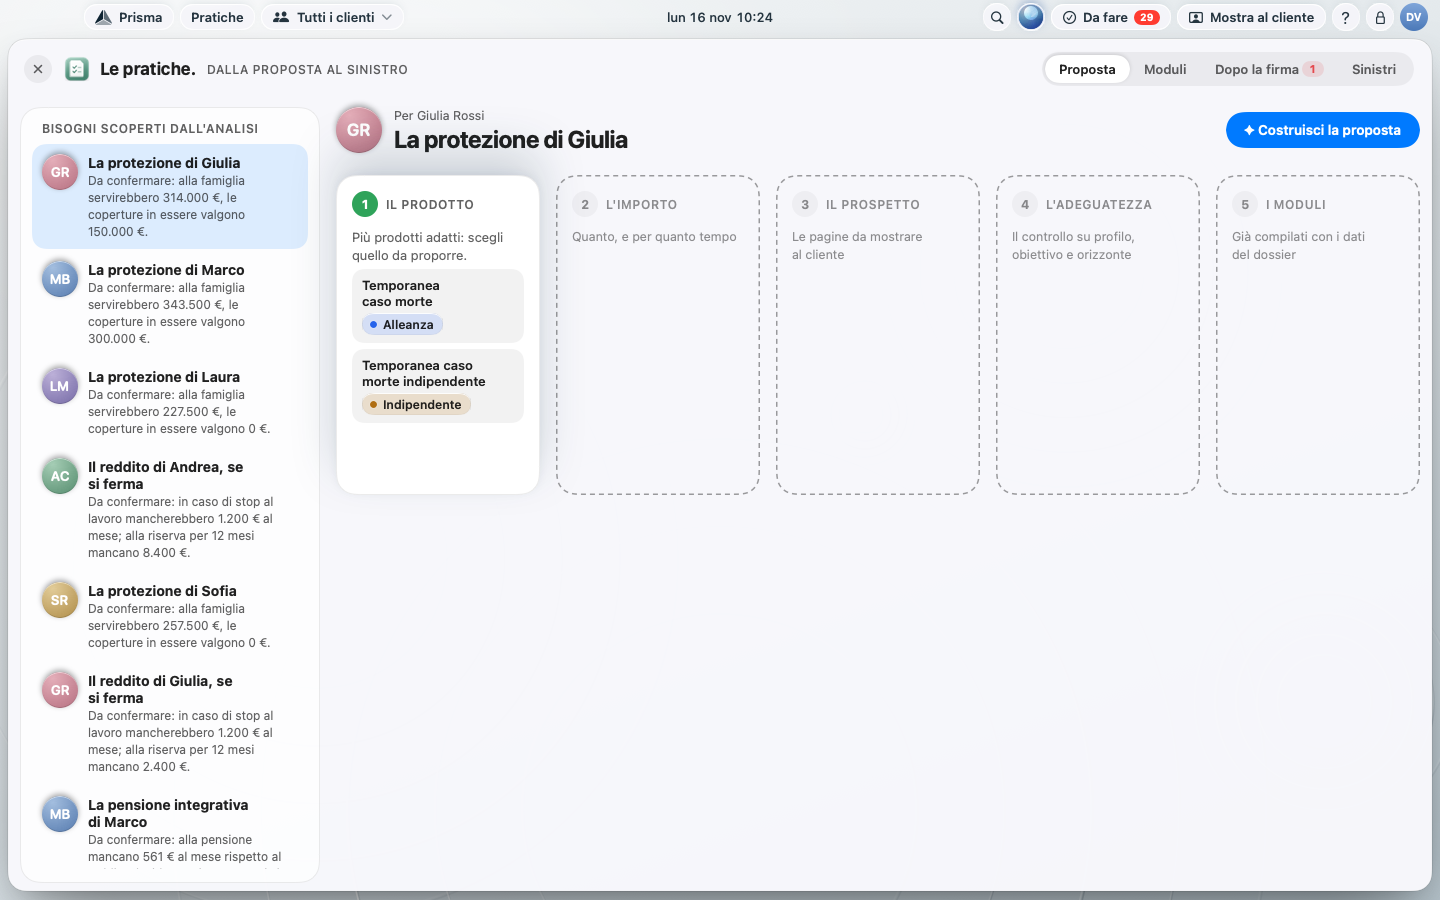 Prisma
Pratiche
Tutti i clienti
lun 16 nov 10:24
Da fare 29
Mostra al cliente
?
DV
Le pratiche. DALLA PROPOSTA AL SINISTRO
Proposta
Moduli
Dopo la firma 1
Sinistri
BISOGNI SCOPERTI DALL'ANALISI
GR
La protezione di Giulia
Da confermare: alla famiglia
servirebbero 314.000 €, le
coperture in essere valgono
150.000 €.
MB
La protezione di Marco
Da confermare: alla famiglia
servirebbero 343.500 €, le
coperture in essere valgono
300.000 €.
LM
La protezione di Laura
Da confermare: alla famiglia
servirebbero 227.500 €, le
coperture in essere valgono 0 €.
AC
Il reddito di Andrea, se
si ferma
Da confermare: in caso di stop al
lavoro mancherebbero 1.200 € al
mese; alla riserva per 12 mesi
mancano 8.400 €.
SR
La protezione di Sofia
Da confermare: alla famiglia
servirebbero 257.500 €, le
coperture in essere valgono 0 €.
GR
Il reddito di Giulia, se
si ferma
Da confermare: in caso di stop al
lavoro mancherebbero 1.200 € al
mese; alla riserva per 12 mesi
mancano 2.400 €.
MB
La pensione integrativa
di Marco
Da confermare: alla pensione
mancano 561 € al mese rispetto al
GR
Per Giulia Rossi
La protezione di Giulia
Costruisci la proposta
1 IL PRODOTTO
Più prodotti adatti: scegli
quello da proporre.
Temporanea
caso morte
Alleanza
Temporanea caso
morte indipendente
Indipendente
2 L'IMPORTO
Quanto, e per quanto tempo
3 IL PROSPETTO
Le pagine da mostrare
al cliente
4 L'ADEGUATEZZA
Il controllo su profilo,
obiettivo e orizzonte
5 I MODULI
Già compilati con i dati
del dossier